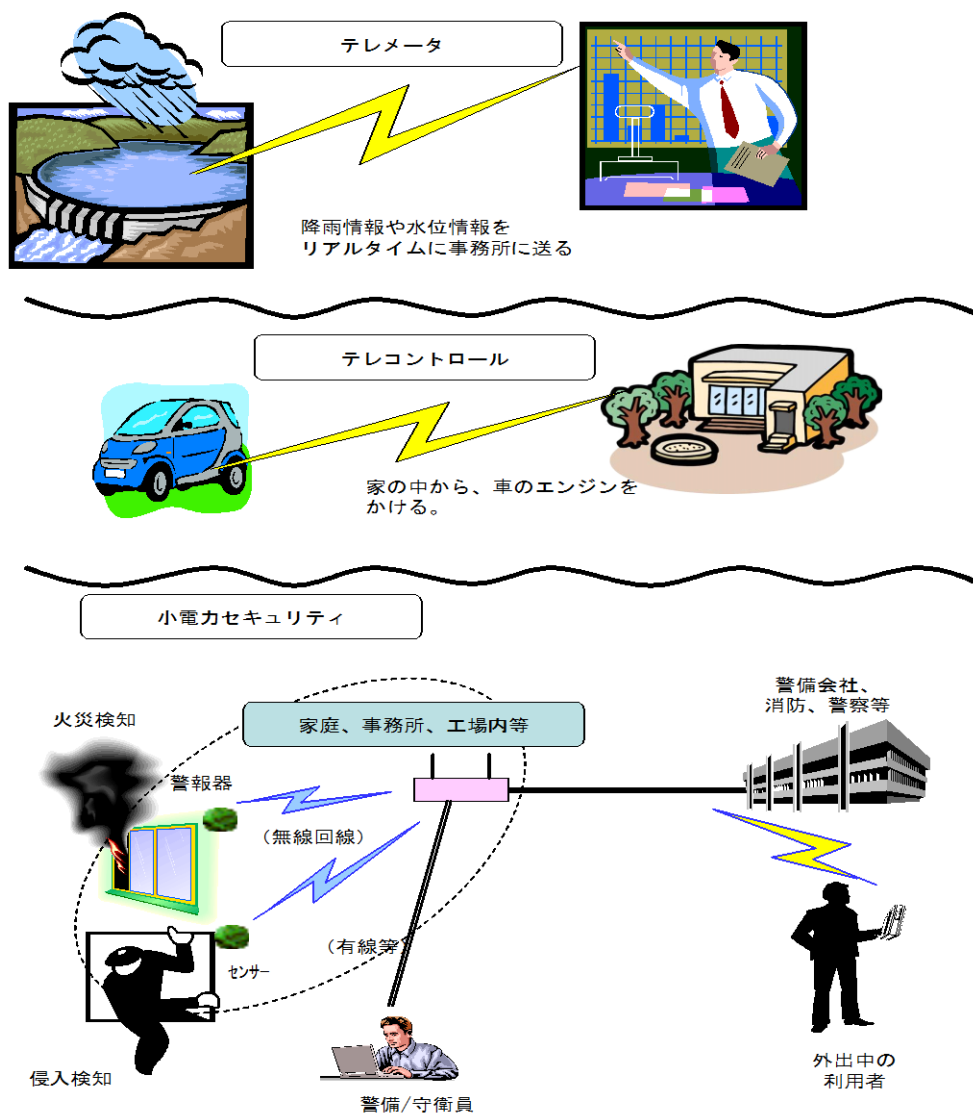 テレメータ
降雨情報や水位情報を
リアルタイムに事務所に送る
テレコントロール
家の中から、車のエンジンを
かける。
小電力セキュリティ
警備会社、
消防、警察等
火災検知
家庭、事務所、工場内等
警報器
（無線回線）
（有線等）
センサー
侵入検知
外出中の
利用者
警備/守衛員